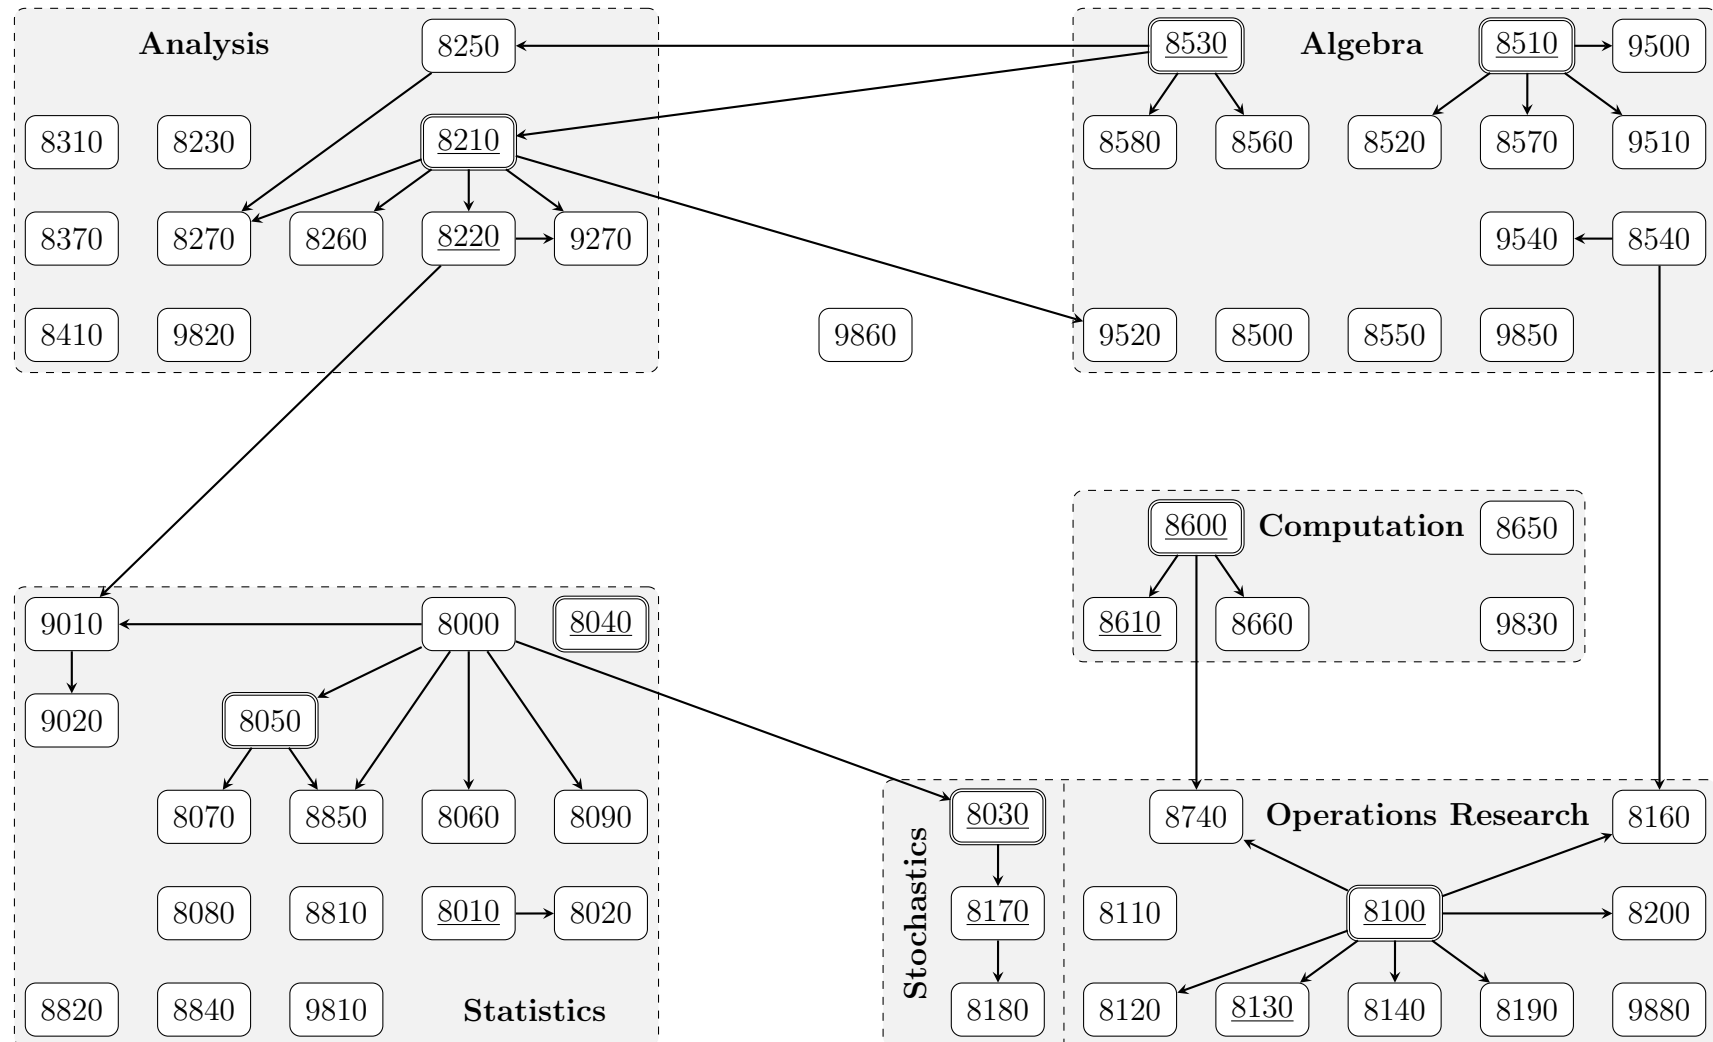 Analysis 8250 8530 Algebra 8510 9500
8310 8230 8210 8580 8560 8520 8570 9510
8370 8270 8260 8220 9270 9540 8540
8410 9820 9860 9520 8500 8550 9850
8600 Computation 8650
9010 8000 8040 8610 8660 9830
9020 8050
8070 8850 8060 8090 8030 8740 Operations Research 8160
Stochastics
8080 8810 8010 8020 8170 8110 8100 8200
8820 8840 9810 Statistics 8180 8120 8130 8140 8190 9880